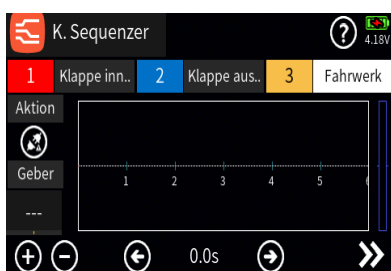 K. Sequenzer
?
4.18V
1 Klappe inn.. 2 Klappe aus.. 3 Fahrwerk
Aktion
Geber
1 2 3 4 5 6
---
0.0s